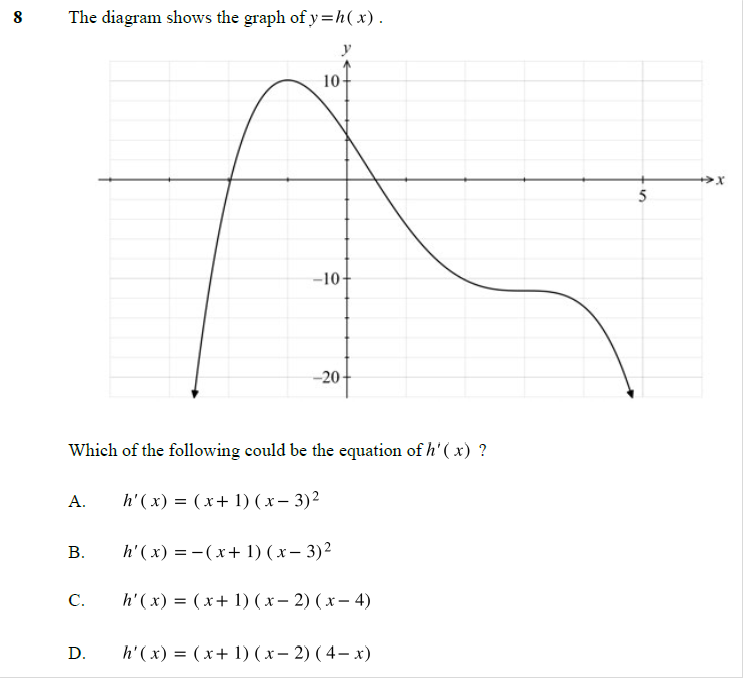 8 The diagram shows the graph of y=h(x).
y
10
x
5
−10
−20
Which of the following could be the equation of h'(x) ?
A. h'(x) = (x+1)(x−3)²
B. h'(x) = −(x+1)(x−3)²
C. h'(x) = (x+1)(x−2)(x−4)
D. h'(x) = (x+1)(x−2)(4−x)